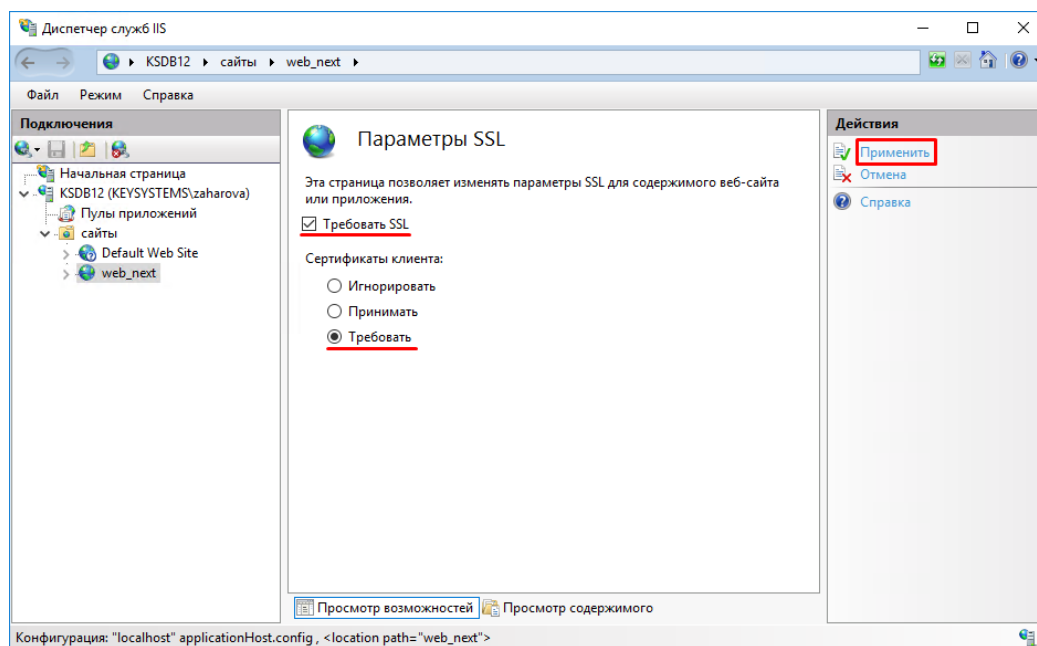 Диспетчер служб IIS
KSDB12 сайты web_next
Файл Режим Справка
Подключения
Начальная страница
KSDB12 (KEYSYSTEMS\zaharova)
Пулы приложений
сайты
Default Web Site
web_next
Параметры SSL
Эта страница позволяет изменять параметры SSL для содержимого веб-сайта
или приложения.
Требовать SSL
Сертификаты клиента:
Игнорировать
Принимать
Требовать
Просмотр возможностей Просмотр содержимого
Действия
Применить
Отмена
Справка
Конфигурация: "localhost" applicationHost.config , <location path="web_next">